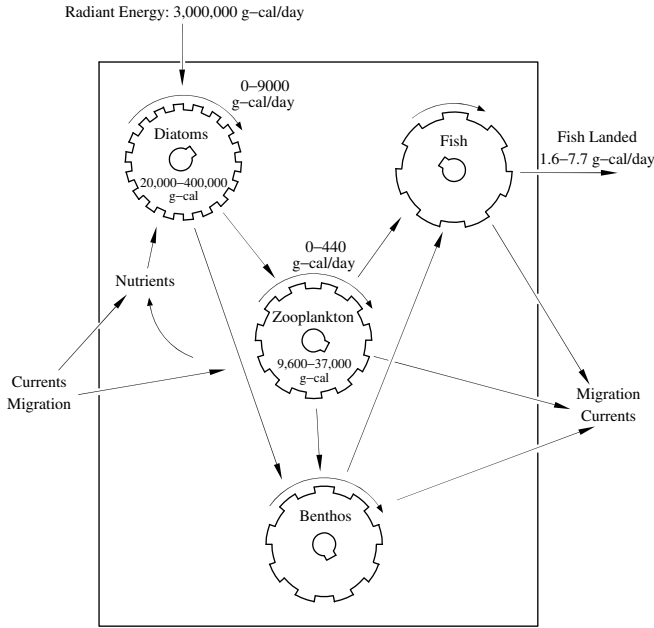 Radiant Energy: 3,000,000 g–cal/day
0–9000
g–cal/day
Diatoms
20,000–400,000
g–cal
Fish
Fish Landed
1.6–7.7 g–cal/day
0–440
g–cal/day
Nutrients
Zooplankton
9,600–37,000
g–cal
Currents
Migration
Migration
Currents
Benthos